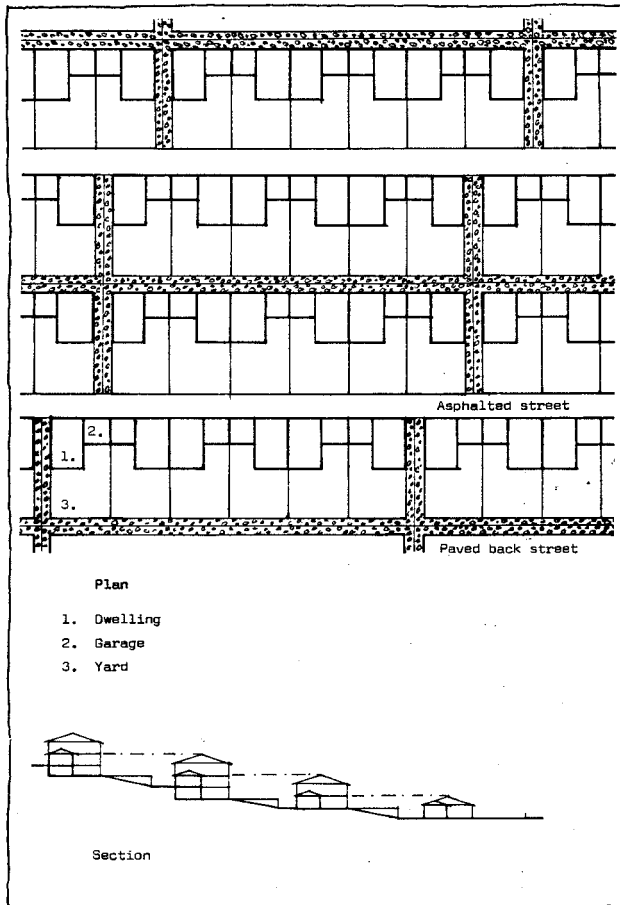 Asphalted street
2.
1.
3.
Paved back street
Plan
1. Dwelling
2. Garage
3. Yard
Section